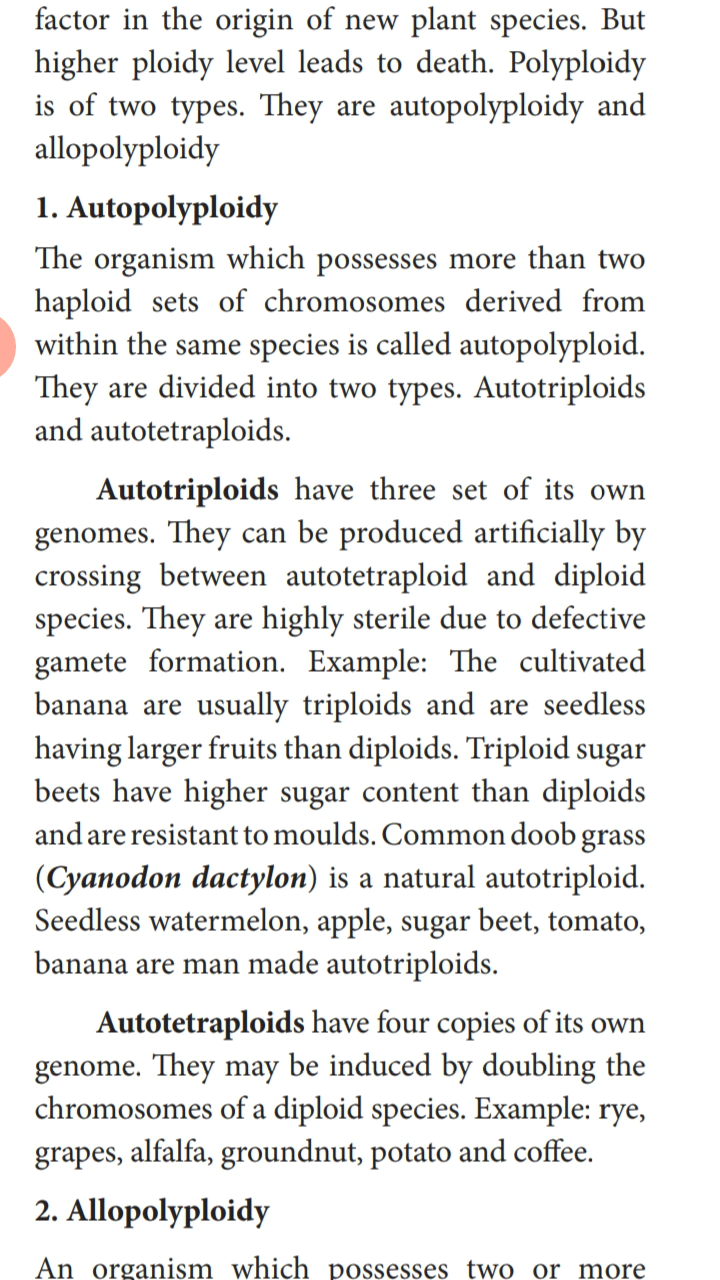 factor in the origin of new plant species. But
higher ploidy level leads to death. Polyploidy
is of two types. They are autopolyploidy and
allopolyploidy
1. Autopolyploidy
The organism which possesses more than two
haploid sets of chromosomes derived from
within the same species is called autopolyploid.
They are divided into two types. Autotriploids
and autotetraploids.
Autotriploids have three set of its own
genomes. They can be produced artificially by
crossing between autotetraploid and diploid
species. They are highly sterile due to defective
gamete formation. Example: The cultivated
banana are usually triploids and are seedless
having larger fruits than diploids. Triploid sugar
beets have higher sugar content than diploids
and are resistant to moulds. Common doob grass
(Cyanodon dactylon) is a natural autotriploid.
Seedless watermelon, apple, sugar beet, tomato,
banana are man made autotriploids.
Autotetraploids have four copies of its own
genome. They may be induced by doubling the
chromosomes of a diploid species. Example: rye,
grapes, alfalfa, groundnut, potato and coffee.
2. Allopolyploidy
An organism which possesses two or more